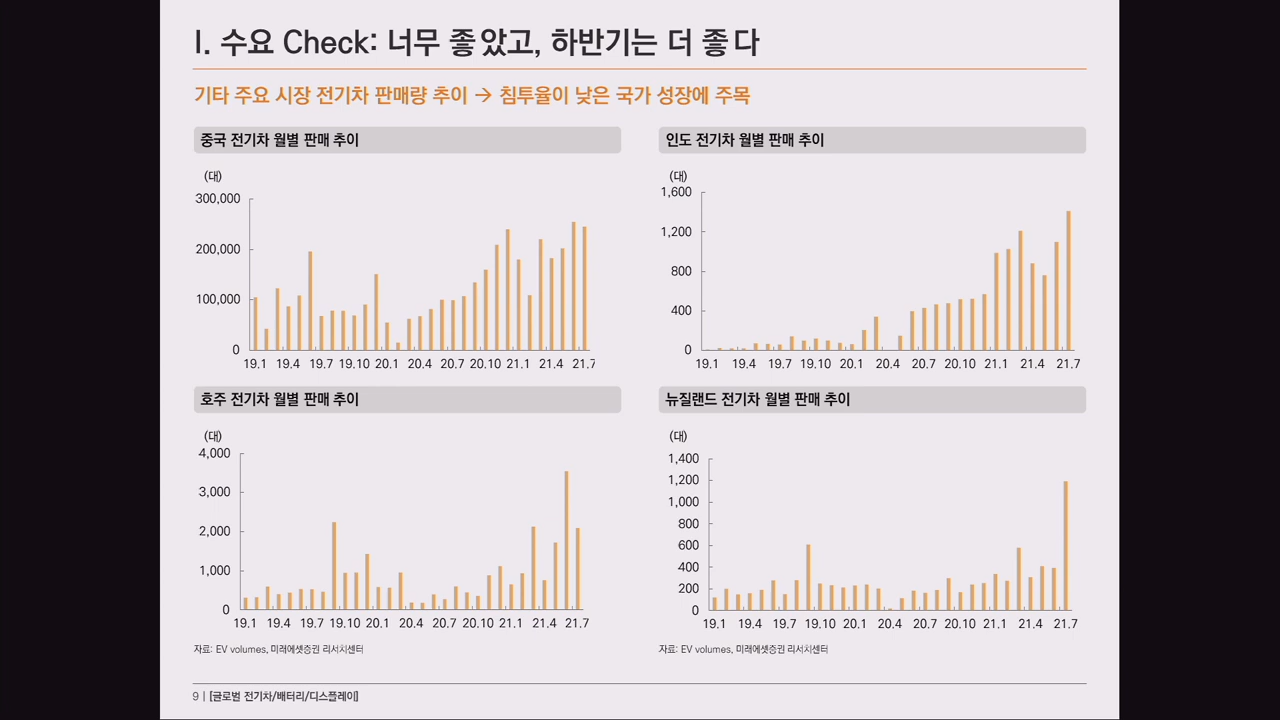 I. 수요 Check: 너무 좋았고, 하반기는 더 좋다
기타 주요 시장 전기차 판매량 추이 → 침투율이 낮은 국가 성장에 주목
중국 전기차 월별 판매 추이
(대)
300,000
200,000
100,000
0
19.1 19.4 19.7 19.10 20.1 20.4 20.7 20.10 21.1 21.4 21.7
인도 전기차 월별 판매 추이
(대)
1,600
1,200
800
400
0
19.1 19.4 19.7 19.10 20.1 20.4 20.7 20.10 21.1 21.4 21.7
호주 전기차 월별 판매 추이
(대)
4,000
3,000
2,000
1,000
0
19.1 19.4 19.7 19.10 20.1 20.4 20.7 20.10 21.1 21.4 21.7
자료: EV volumes, 미래에셋증권 리서치센터
뉴질랜드 전기차 월별 판매 추이
(대)
1,400
1,200
1,000
800
600
400
200
0
19.1 19.4 19.7 19.10 20.1 20.4 20.7 20.10 21.1 21.4 21.7
자료: EV volumes, 미래에셋증권 리서치센터
9 | [글로벌 전기차/배터리/디스플레이]